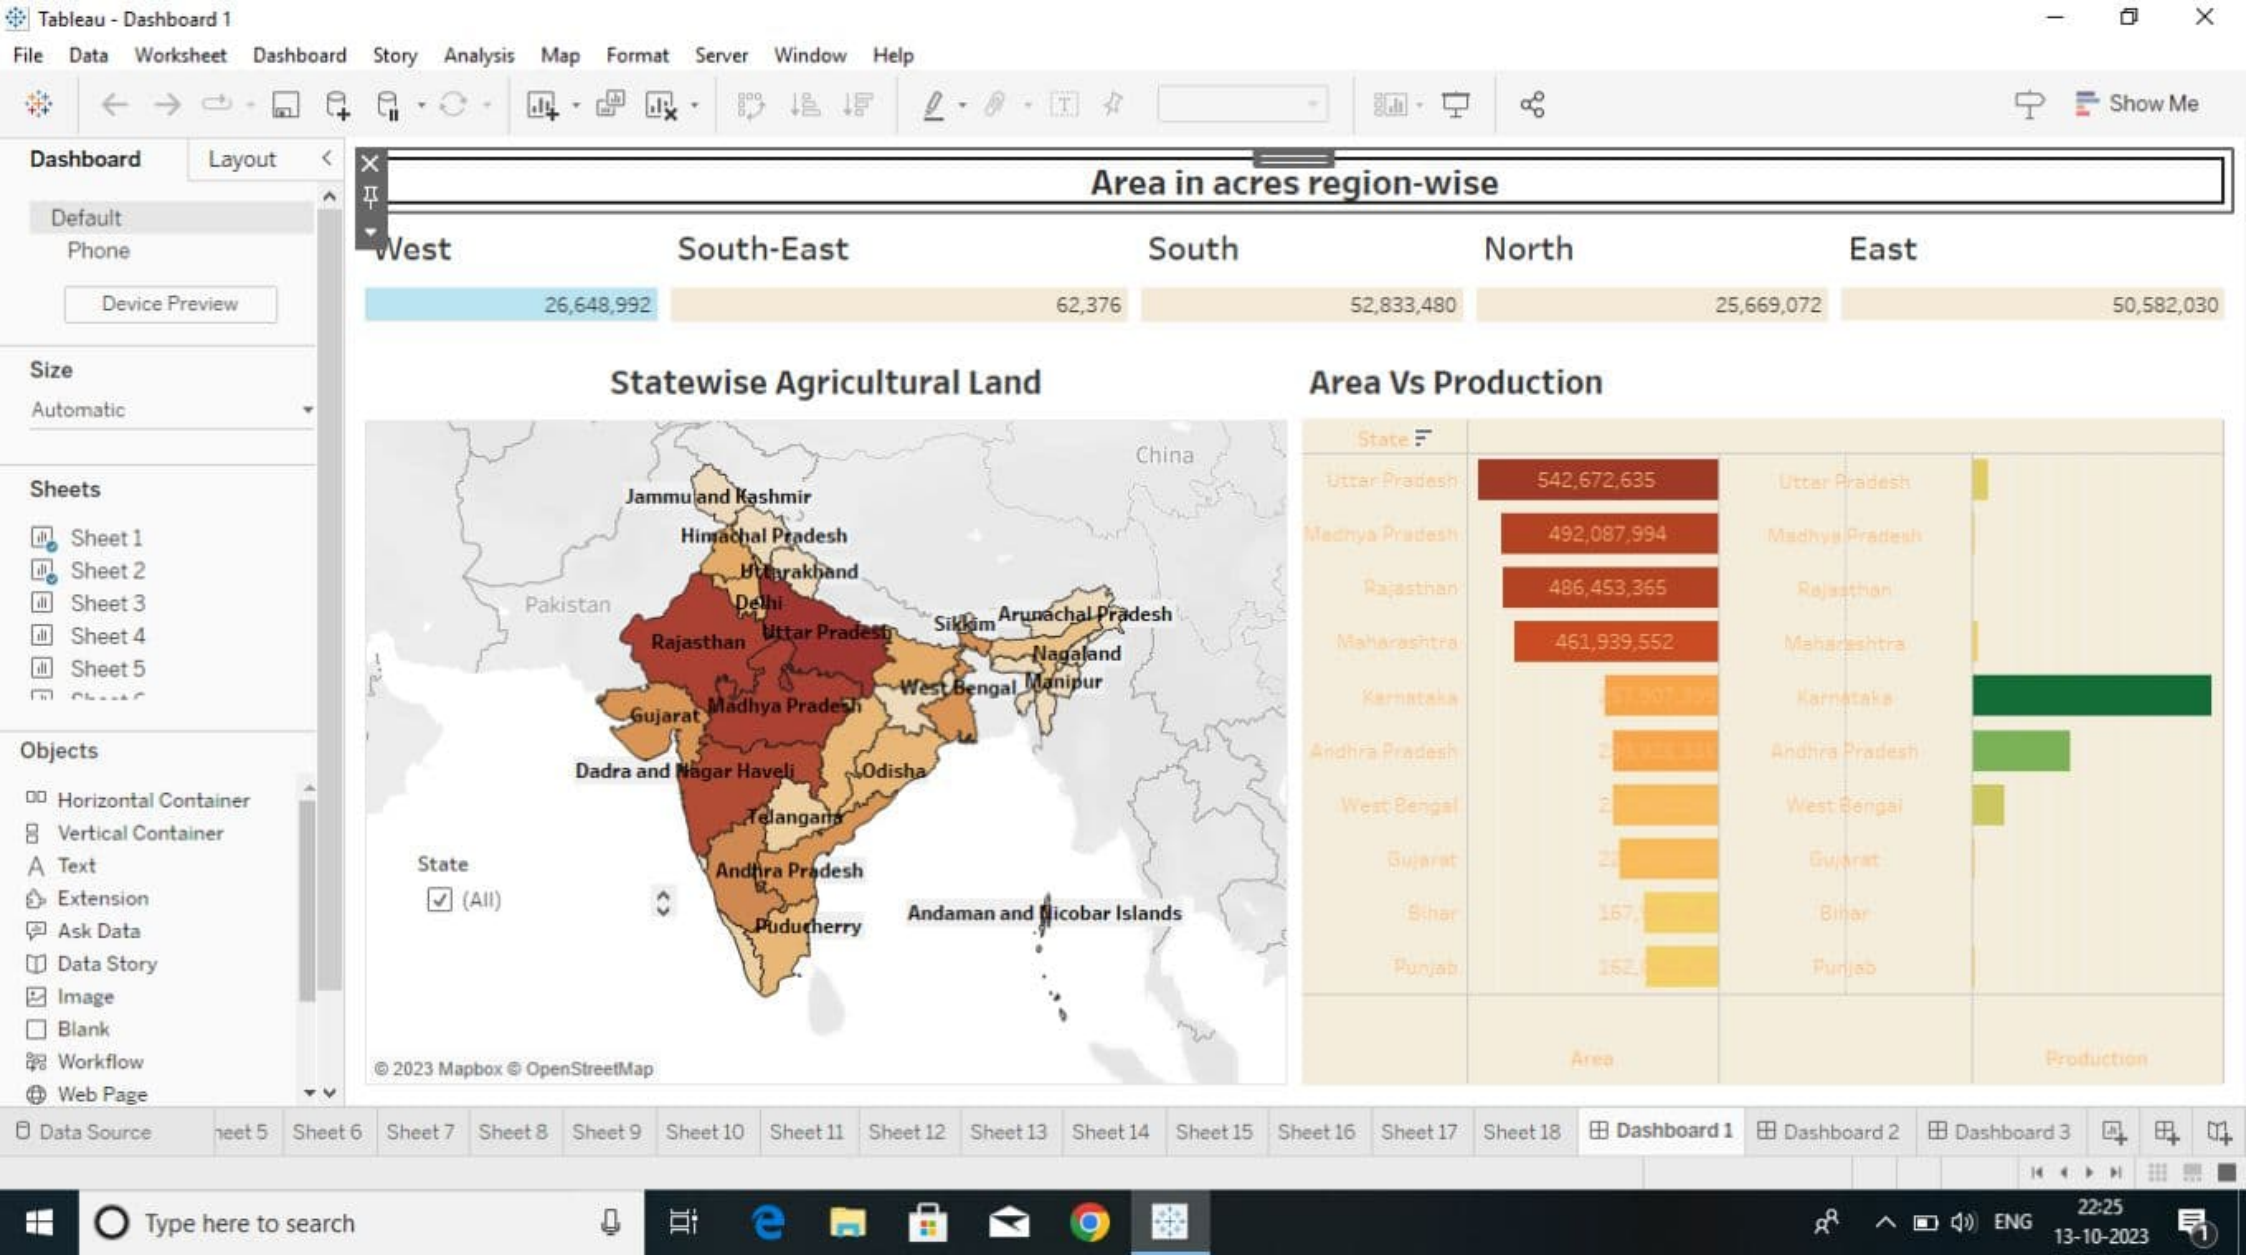 Tableau - Dashboard 1
File Data Worksheet Dashboard Story Analysis Map Format Server Window Help
Show Me
Dashboard Layout
Default
Phone
Device Preview
Size
Automatic
Sheets
Sheet 1
Sheet 2
Sheet 3
Sheet 4
Sheet 5
Objects
Horizontal Container
Vertical Container
Text
Extension
Ask Data
Data Story
Image
Blank
Workflow
Web Page
Area in acres region-wise
West South-East South North East
26,648,992 62,376 52,833,480 25,669,072 50,582,030
Statewise Agricultural Land
China
Jammu and Kashmir
Himachal Pradesh
Uttarakhand
Pakistan
Delhi
Sikkim
Arunachal Pradesh
Rajasthan
Uttar Pradesh
Nagaland
West Bengal
Manipur
Gujarat
Madhya Pradesh
Dadra and Nagar Haveli
Odisha
Telangana
State
(All)
Andhra Pradesh
Andaman and Nicobar Islands
Puducherry
© 2023 Mapbox © OpenStreetMap
Area Vs Production
State
Uttar Pradesh 542,672,635 Uttar Pradesh
Madhya Pradesh 492,087,994 Madhya Pradesh
Rajasthan 486,453,365 Rajasthan
Maharashtra 461,939,552 Maharashtra
Karnataka Karnataka
Andhra Pradesh Andhra Pradesh
West Bengal West Bengal
Gujarat Gujarat
Bihar Bihar
Punjab Punjab
Area Production
Data Source heet 5 Sheet 6 Sheet 7 Sheet 8 Sheet 9 Sheet 10 Sheet 11 Sheet 12 Sheet 13 Sheet 14 Sheet 15 Sheet 16 Sheet 17 Sheet 18 Dashboard 1 Dashboard 2 Dashboard 3
Type here to search
ENG
22:25
13-10-2023
1